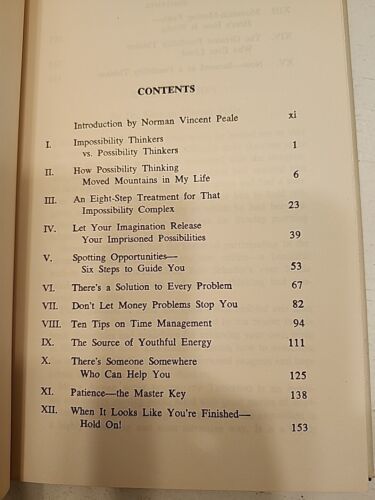 CONTENTS
Introduction by Norman Vincent Peale xi
I. Impossibility Thinkers
vs. Possibility Thinkers 1
II. How Possibility Thinking
Moved Mountains in My Life 6
III. An Eight-Step Treatment for That
Impossibility Complex 23
IV. Let Your Imagination Release
Your Imprisoned Possibilities 39
V. Spotting Opportunities—
Six Steps to Guide You 53
VI. There's a Solution to Every Problem 67
VII. Don't Let Money Problems Stop You 82
VIII. Ten Tips on Time Management 94
IX. The Source of Youthful Energy 111
X. There's Someone Somewhere
Who Can Help You 125
XI. Patience—the Master Key 138
XII. When It Looks Like You're Finished—
Hold On! 153